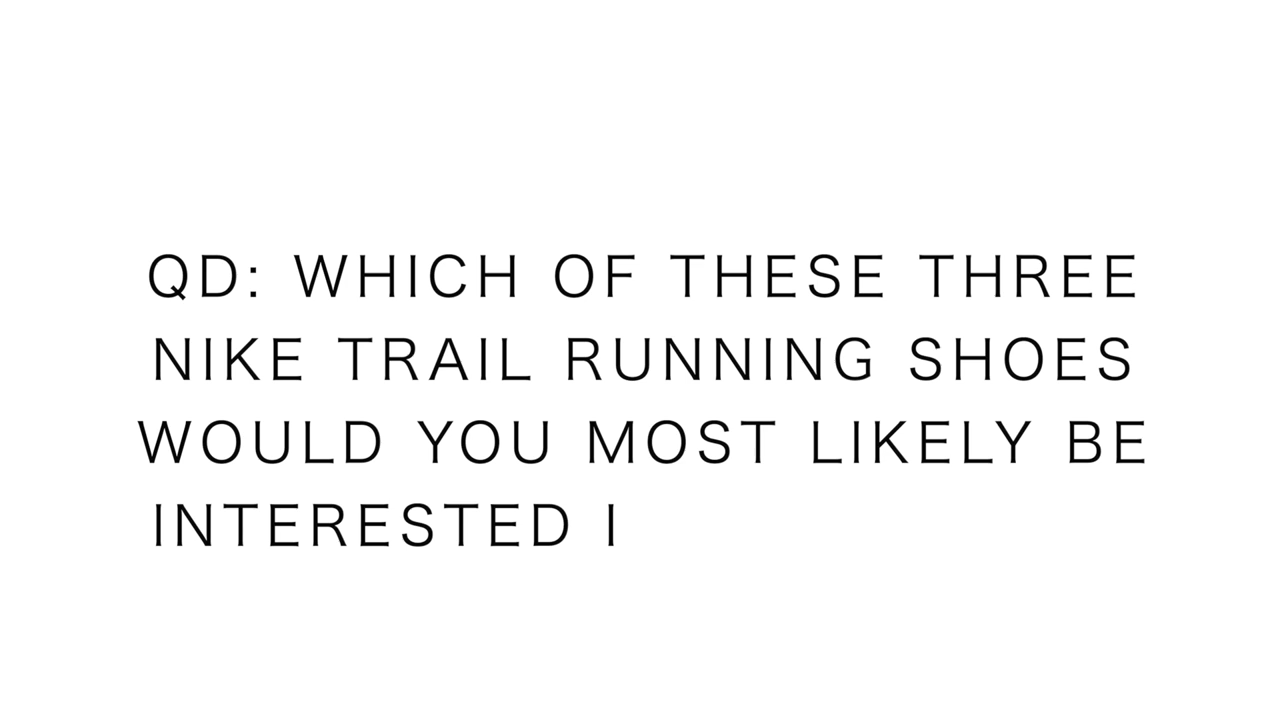 QD: WHICH OF THESE THREE
NIKE TRAIL RUNNING SHOES
WOULD YOU MOST LIKELY BE
INTERESTED I